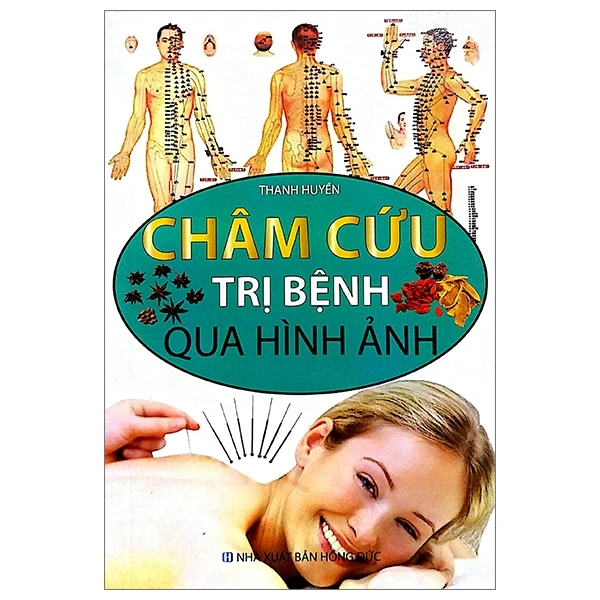 THANH HUYỀN
CHÂM CỨU
TRỊ BỆNH
QUA HÌNH ẢNH
NHÀ XUẤT BẢN HỒNG ĐỨC